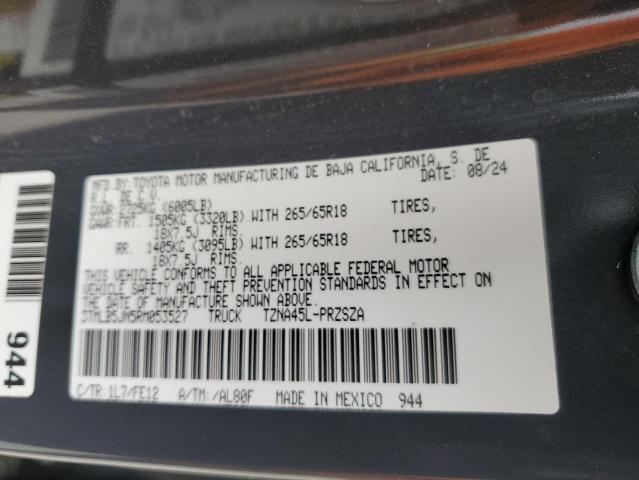 MFD.BY:TOYOTA MOTOR MANUFACTURING DE BAJA CALIFORNIA, S. DE
R.L. DE C.V. DATE: 08/24
GVWR: 2725KG (6005LB)
GAWR:FRT. 1505KG (3320LB) WITH 265/65R18 TIRES,
18X7.5J RIMS.
RR. 1405KG (3095LB) WITH 265/65R18 TIRES,
18X7.5J RIMS.
THIS VEHICLE CONFORMS TO ALL APPLICABLE FEDERAL MOTOR
VEHICLE SAFETY AND THEFT PREVENTION STANDARDS IN EFFECT ON
THE DATE OF MANUFACTURE SHOWN ABOVE.
3TMLB5JN5RM053527 TRUCK TZNA45L-PRZSZA
C/TR:1L7/FE12 A/TM:/AL80F MADE IN MEXICO 944
944